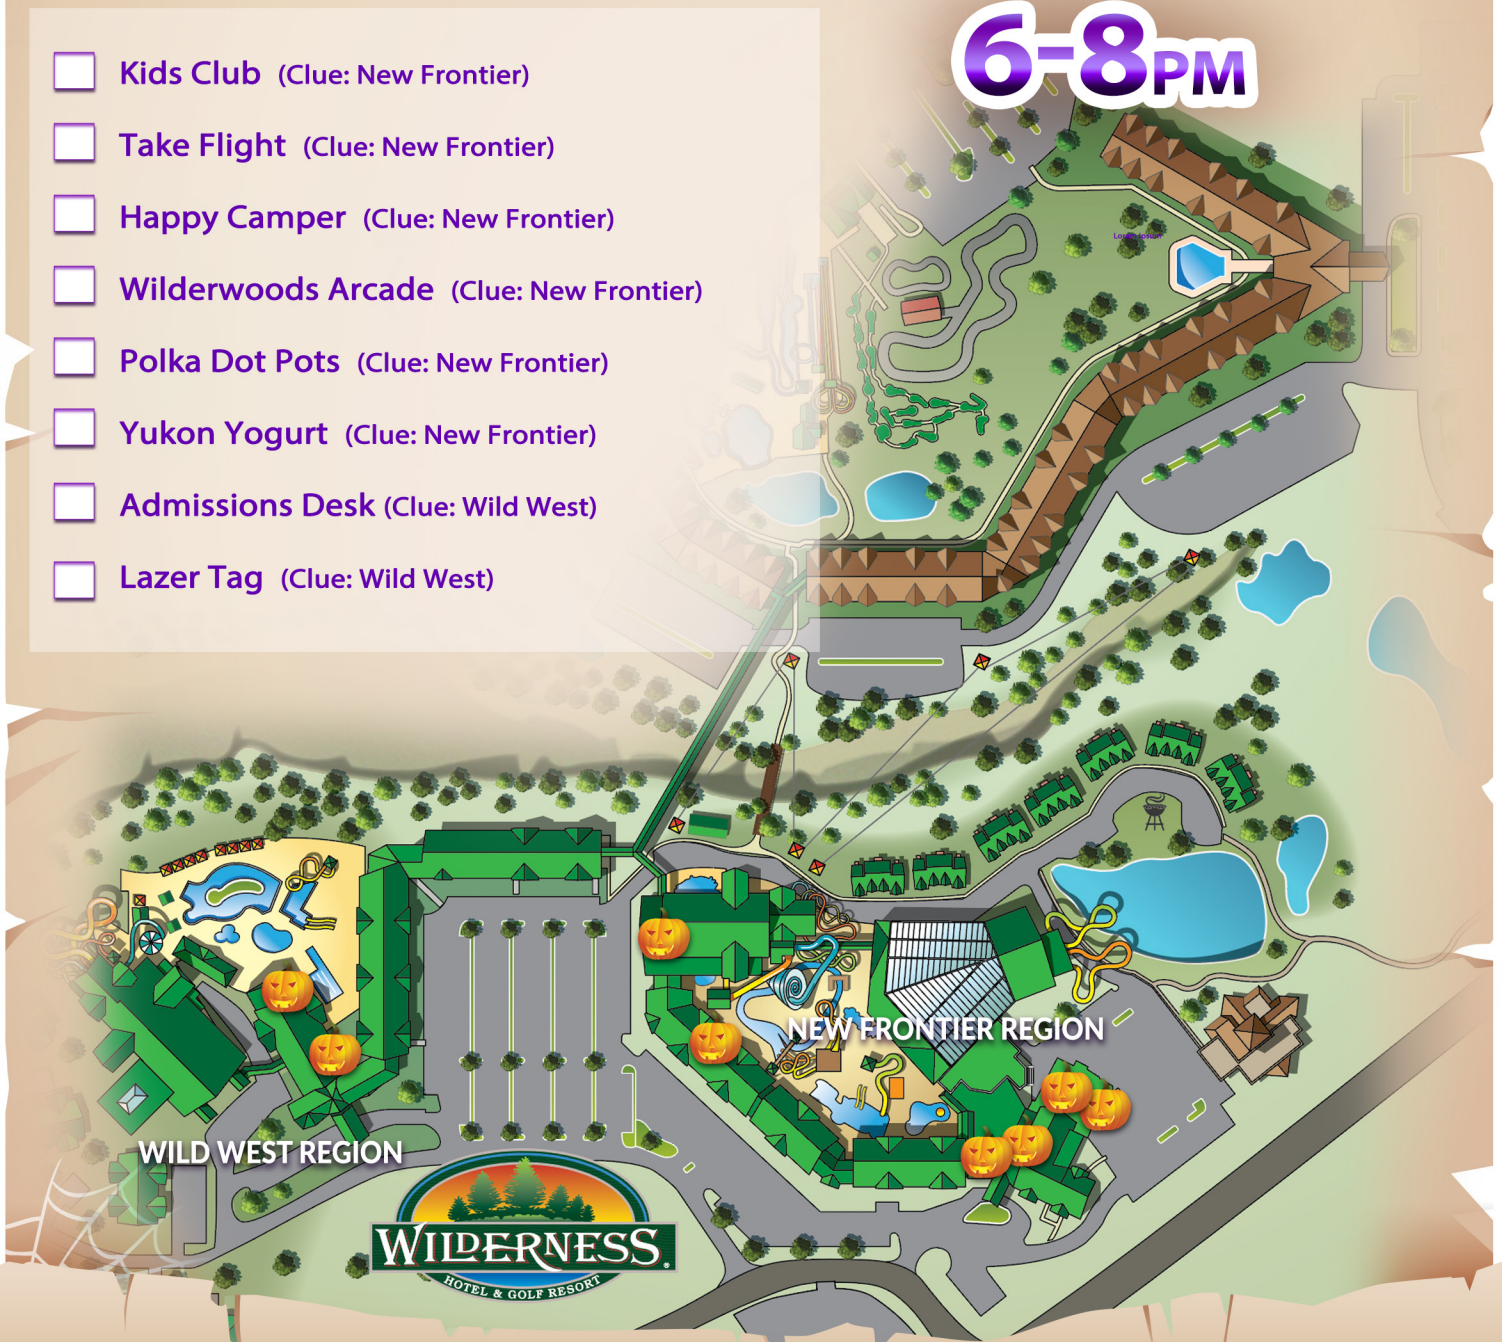 6-8PM
Kids Club (Clue: New Frontier)
Take Flight (Clue: New Frontier)
Happy Camper (Clue: New Frontier)
Wilderwoods Arcade (Clue: New Frontier)
Polka Dot Pots (Clue: New Frontier)
Yukon Yogurt (Clue: New Frontier)
Admissions Desk (Clue: Wild West)
Lazer Tag (Clue: Wild West)
Lorem Ipsum
NEW FRONTIER REGION
WILD WEST REGION
WILDERNESS®
HOTEL & GOLF RESORT